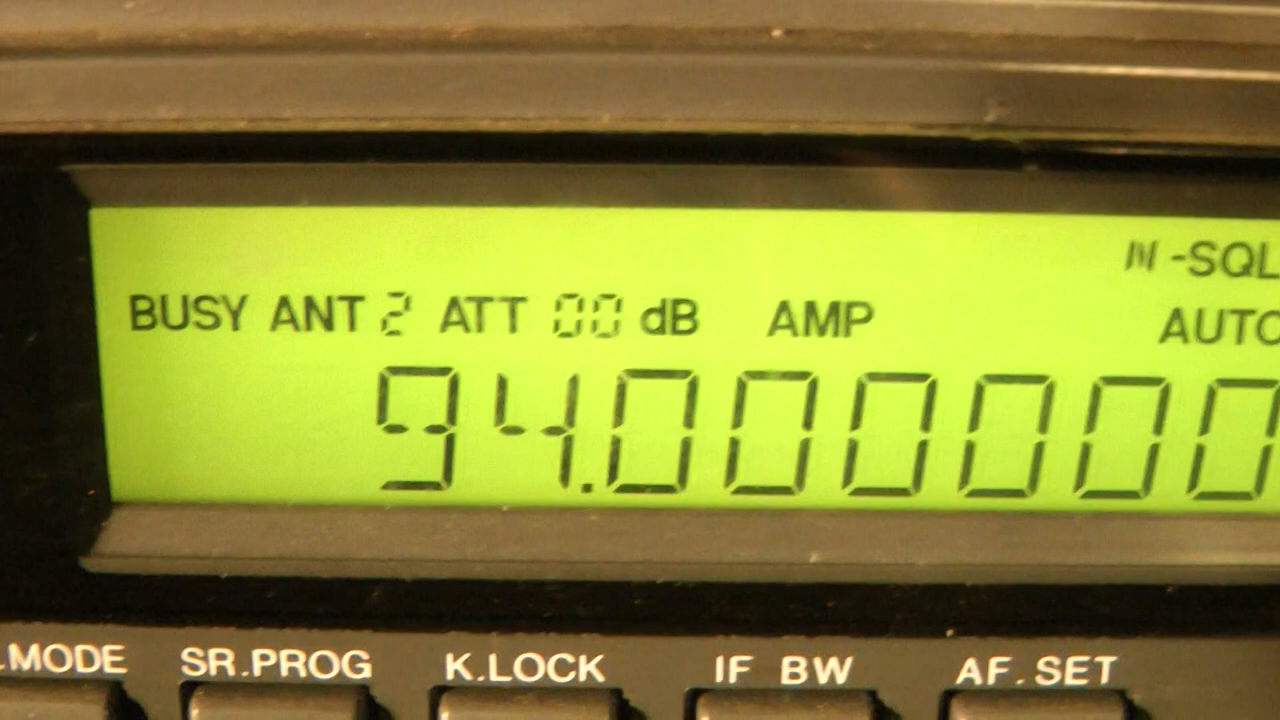 N-SQL
BUSY ANT 2 ATT 00 dB AMP AUTO
94.000000
.MODE SR.PROG K.LOCK IF BW AF.SET